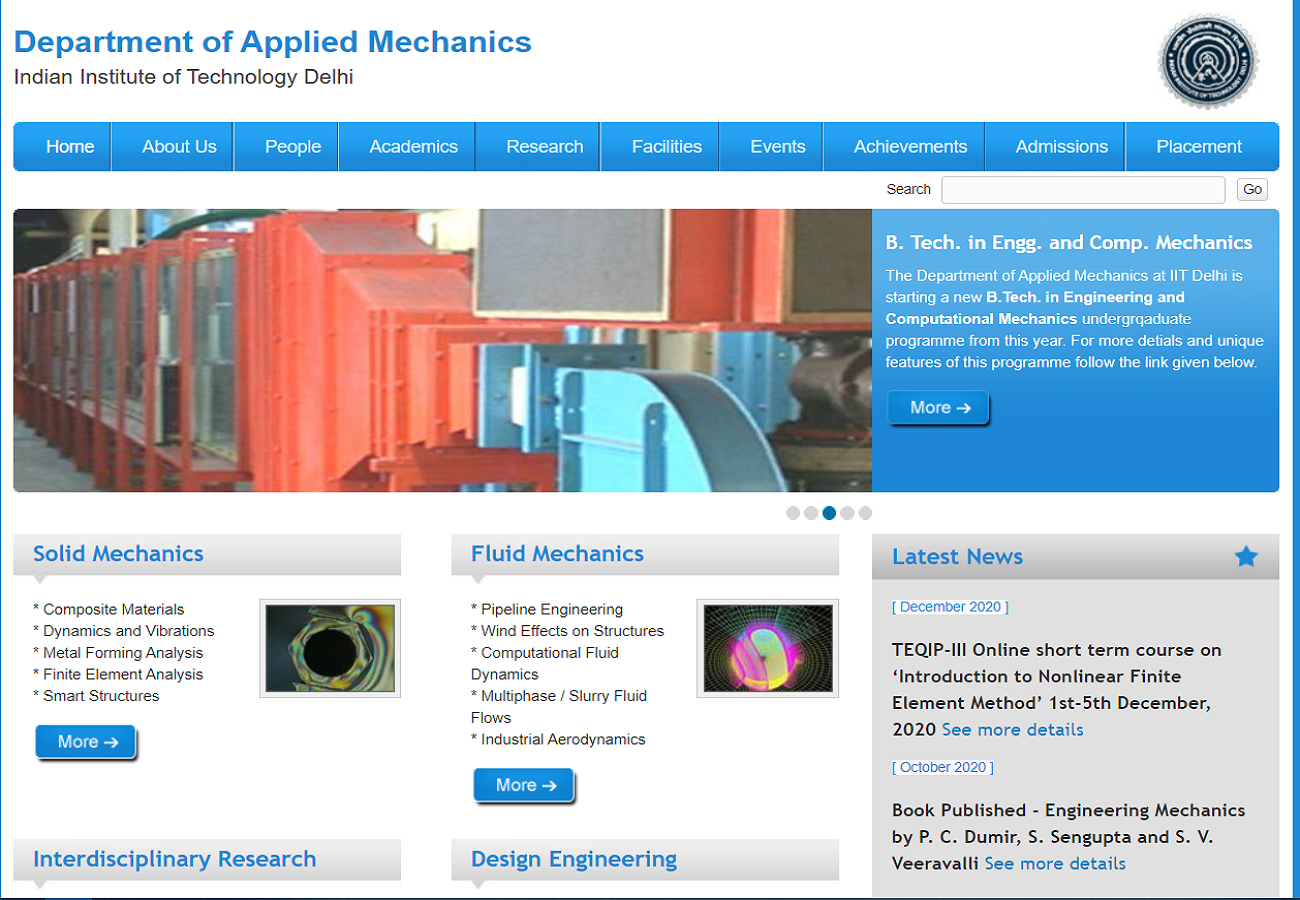 Department of Applied Mechanics
Indian Institute of Technology Delhi
Home About Us People Academics Research Facilities Events Achievements Admissions Placement
Search Go
B. Tech. in Engg. and Comp. Mechanics
The Department of Applied Mechanics at IIT Delhi is
starting a new B.Tech. in Engineering and
Computational Mechanics undergrqaduate
programme from this year. For more detials and unique
features of this programme follow the link given below.
More →
Solid Mechanics
* Composite Materials
* Dynamics and Vibrations
* Metal Forming Analysis
* Finite Element Analysis
* Smart Structures
More →
Fluid Mechanics
* Pipeline Engineering
* Wind Effects on Structures
* Computational Fluid
Dynamics
* Multiphase / Slurry Fluid
Flows
* Industrial Aerodynamics
More →
Latest News
[ December 2020 ]
TEQIP-III Online short term course on
‘Introduction to Nonlinear Finite
Element Method’ 1st-5th December,
2020 See more details
[ October 2020 ]
Book Published - Engineering Mechanics
by P. C. Dumir, S. Sengupta and S. V.
Veeravalli See more details
Interdisciplinary Research
Design Engineering